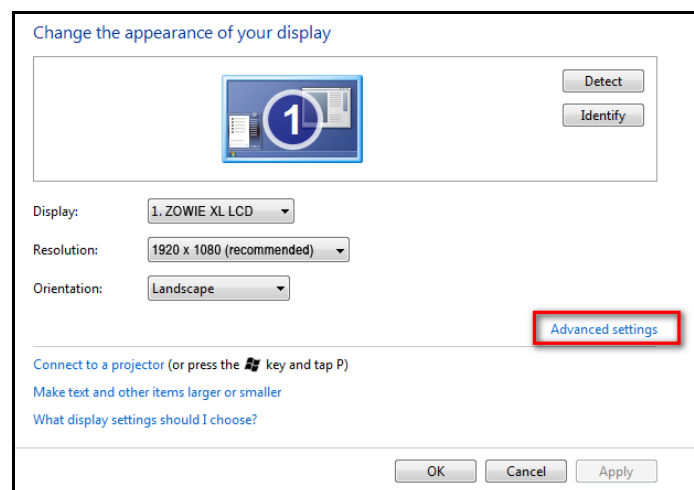 Change the appearance of your display
Detect
1
Identify
Display: 1. ZOWIE XL LCD
Resolution: 1920 x 1080 (recommended)
Orientation: Landscape
Advanced settings
Connect to a projector (or press the key and tap P)
Make text and other items larger or smaller
What display settings should I choose?
OK Cancel Apply